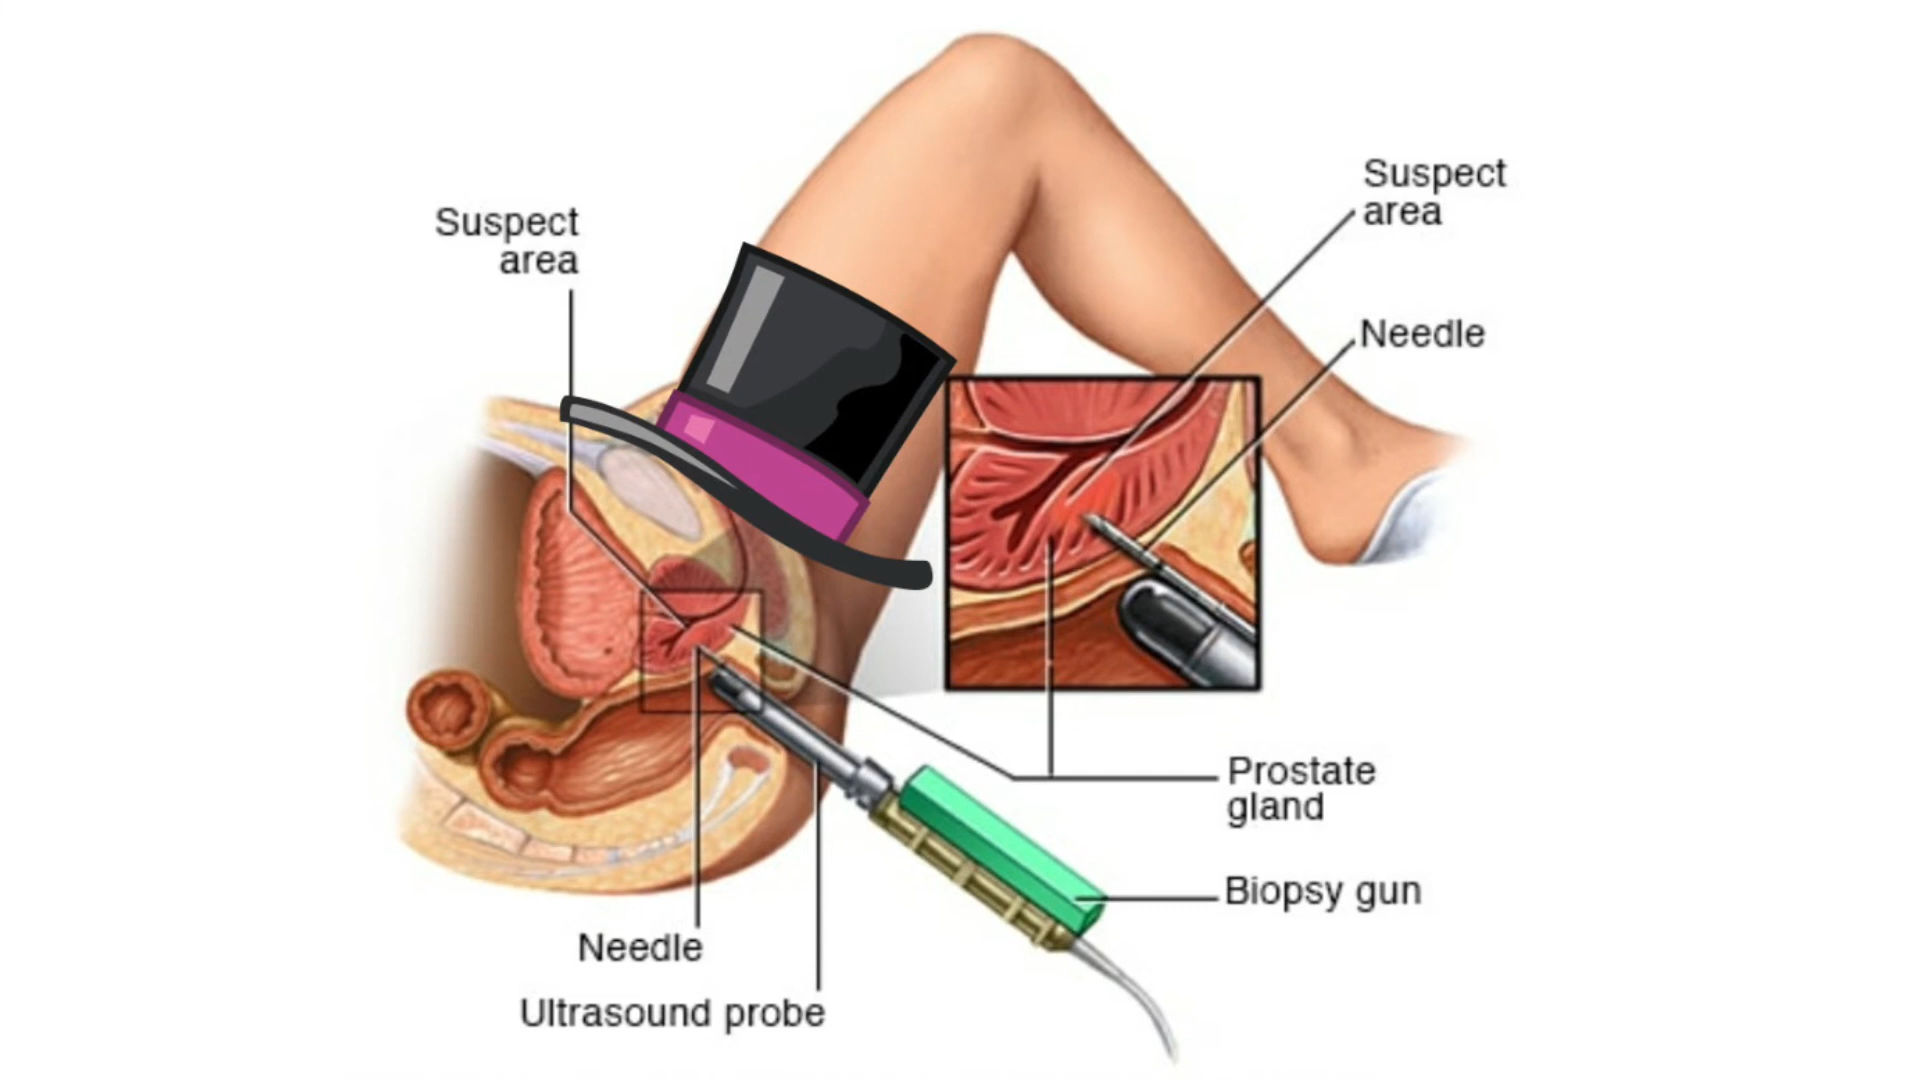 Suspect
area
Suspect
area
Needle
Prostate
gland
Biopsy gun
Needle
Ultrasound probe